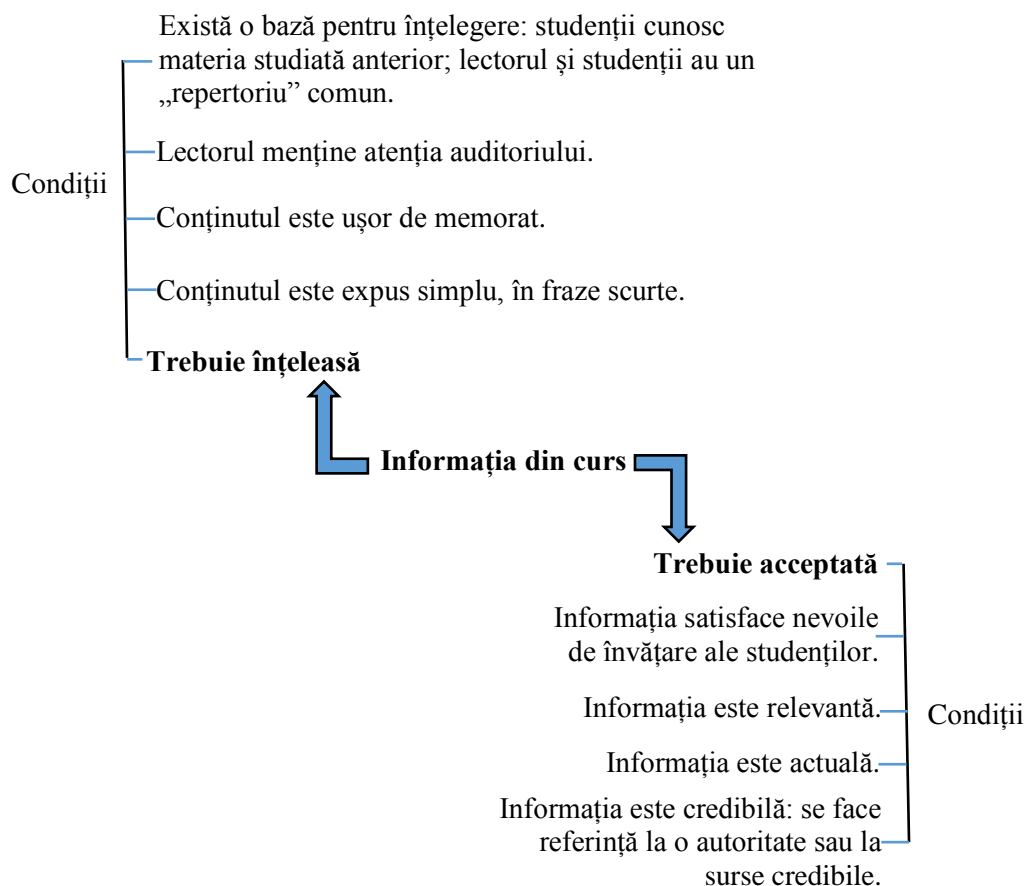 Există o bază pentru înțelegere: studenții cunosc
materia studiată anterior; lectorul și studenții au un
„repertoriu” comun.
Lectorul menține atenția auditoriului.
Condiții
Conținutul este ușor de memorat.
Conținutul este expus simplu, în fraze scurte.
Trebuie înțeleasă
Informația din curs
Trebuie acceptată
Informația satisface nevoile
de învățare ale studenților.
Informația este relevantă.
Condiții
Informația este actuală.
Informația este credibilă: se face
referință la o autoritate sau la
surse credibile.